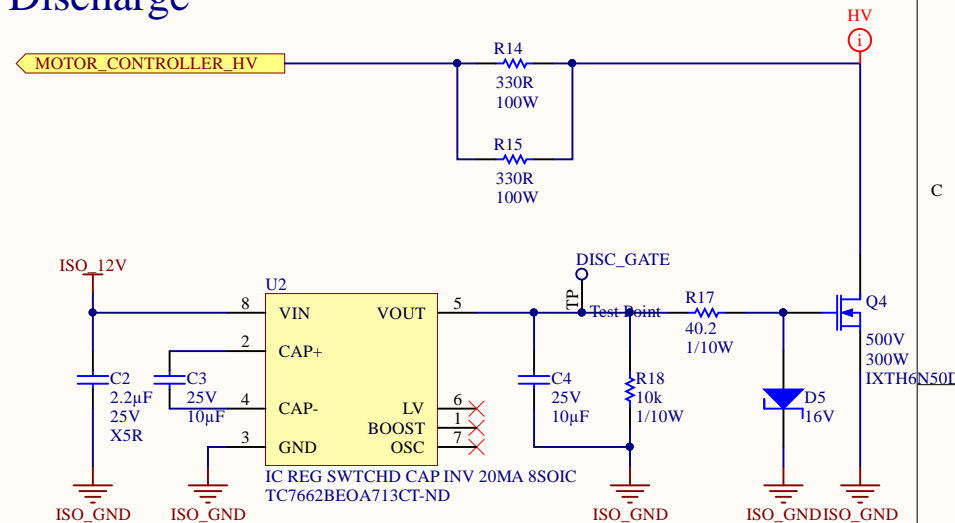 Discharge
HV
i
MOTOR_CONTROLLER_HV
R14
330R
100W
R15
330R
100W
C
ISO_12V
DISC_GATE
U2
TP
Test Point
R17
40.2
1/10W
8
VIN
VOUT
5
Q4
500V
300W
IXTH6N50D
2
CAP+
4
CAP-
3
GND
LV
6
BOOST
1
OSC
7
C2
2.2µF
25V
X5R
C3
25V
10µF
C4
25V
10µF
R18
10k
1/10W
D5
16V
IC REG SWTCHD CAP INV 20MA 8SOIC
TC7662BEOA713CT-ND
ISO_GND
ISO_GND
ISO_GND
ISO_GND
ISO_GND